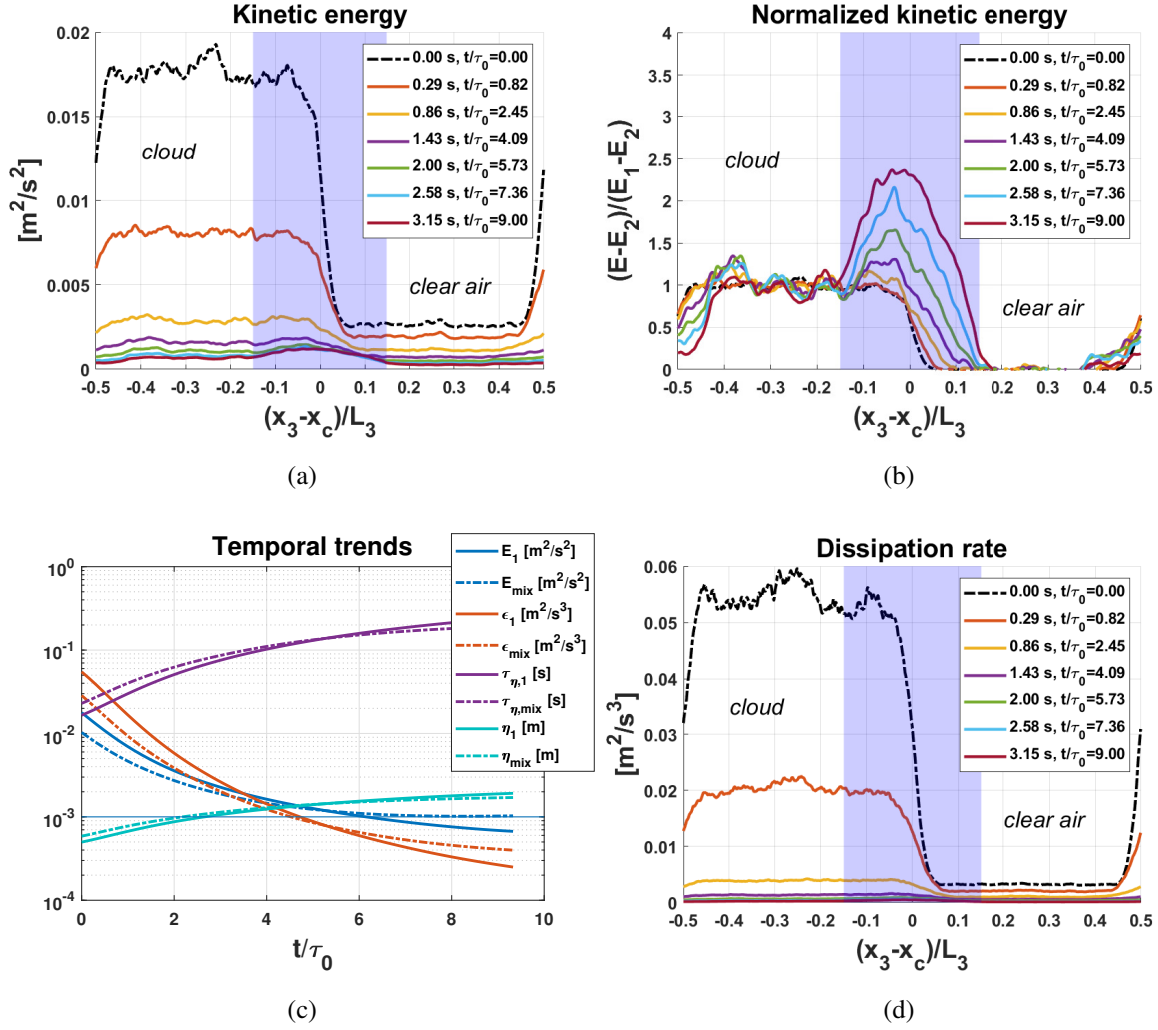 Kinetic energy
0.02
0.015
0.01
0.005
0
[m²/s²]
0.00 s, t/τ₀=0.00
0.29 s, t/τ₀=0.82
0.86 s, t/τ₀=2.45
1.43 s, t/τ₀=4.09
2.00 s, t/τ₀=5.73
2.58 s, t/τ₀=7.36
3.15 s, t/τ₀=9.00
cloud
clear air
-0.5 -0.4 -0.3 -0.2 -0.1 0 0.1 0.2 0.3 0.4 0.5
(x₃-x_c)/L₃
(a)
Normalized kinetic energy
4
3.5
3
2.5
2
1.5
1
0.5
0
(E-E₂)/(E₁-E₂)
0.00 s, t/τ₀=0.00
0.29 s, t/τ₀=0.82
0.86 s, t/τ₀=2.45
1.43 s, t/τ₀=4.09
2.00 s, t/τ₀=5.73
2.58 s, t/τ₀=7.36
3.15 s, t/τ₀=9.00
cloud
clear air
-0.5 -0.4 -0.3 -0.2 -0.1 0 0.1 0.2 0.3 0.4 0.5
(x₃-x_c)/L₃
(b)
Temporal trends
10⁰
10⁻¹
10⁻²
10⁻³
10⁻⁴
E₁ [m²/s²]
E_mix [m²/s²]
ϵ₁ [m²/s³]
ϵ_mix [m²/s³]
τ_η,1 [s]
τ_η,mix [s]
η₁ [m]
η_mix [m]
0 2 4 6 8 10
t/τ₀
(c)
Dissipation rate
0.06
0.05
0.04
0.03
0.02
0.01
0
[m²/s³]
0.00 s, t/τ₀=0.00
0.29 s, t/τ₀=0.82
0.86 s, t/τ₀=2.45
1.43 s, t/τ₀=4.09
2.00 s, t/τ₀=5.73
2.58 s, t/τ₀=7.36
3.15 s, t/τ₀=9.00
cloud
clear air
-0.5 -0.4 -0.3 -0.2 -0.1 0 0.1 0.2 0.3 0.4 0.5
(x₃-x_c)/L₃
(d)